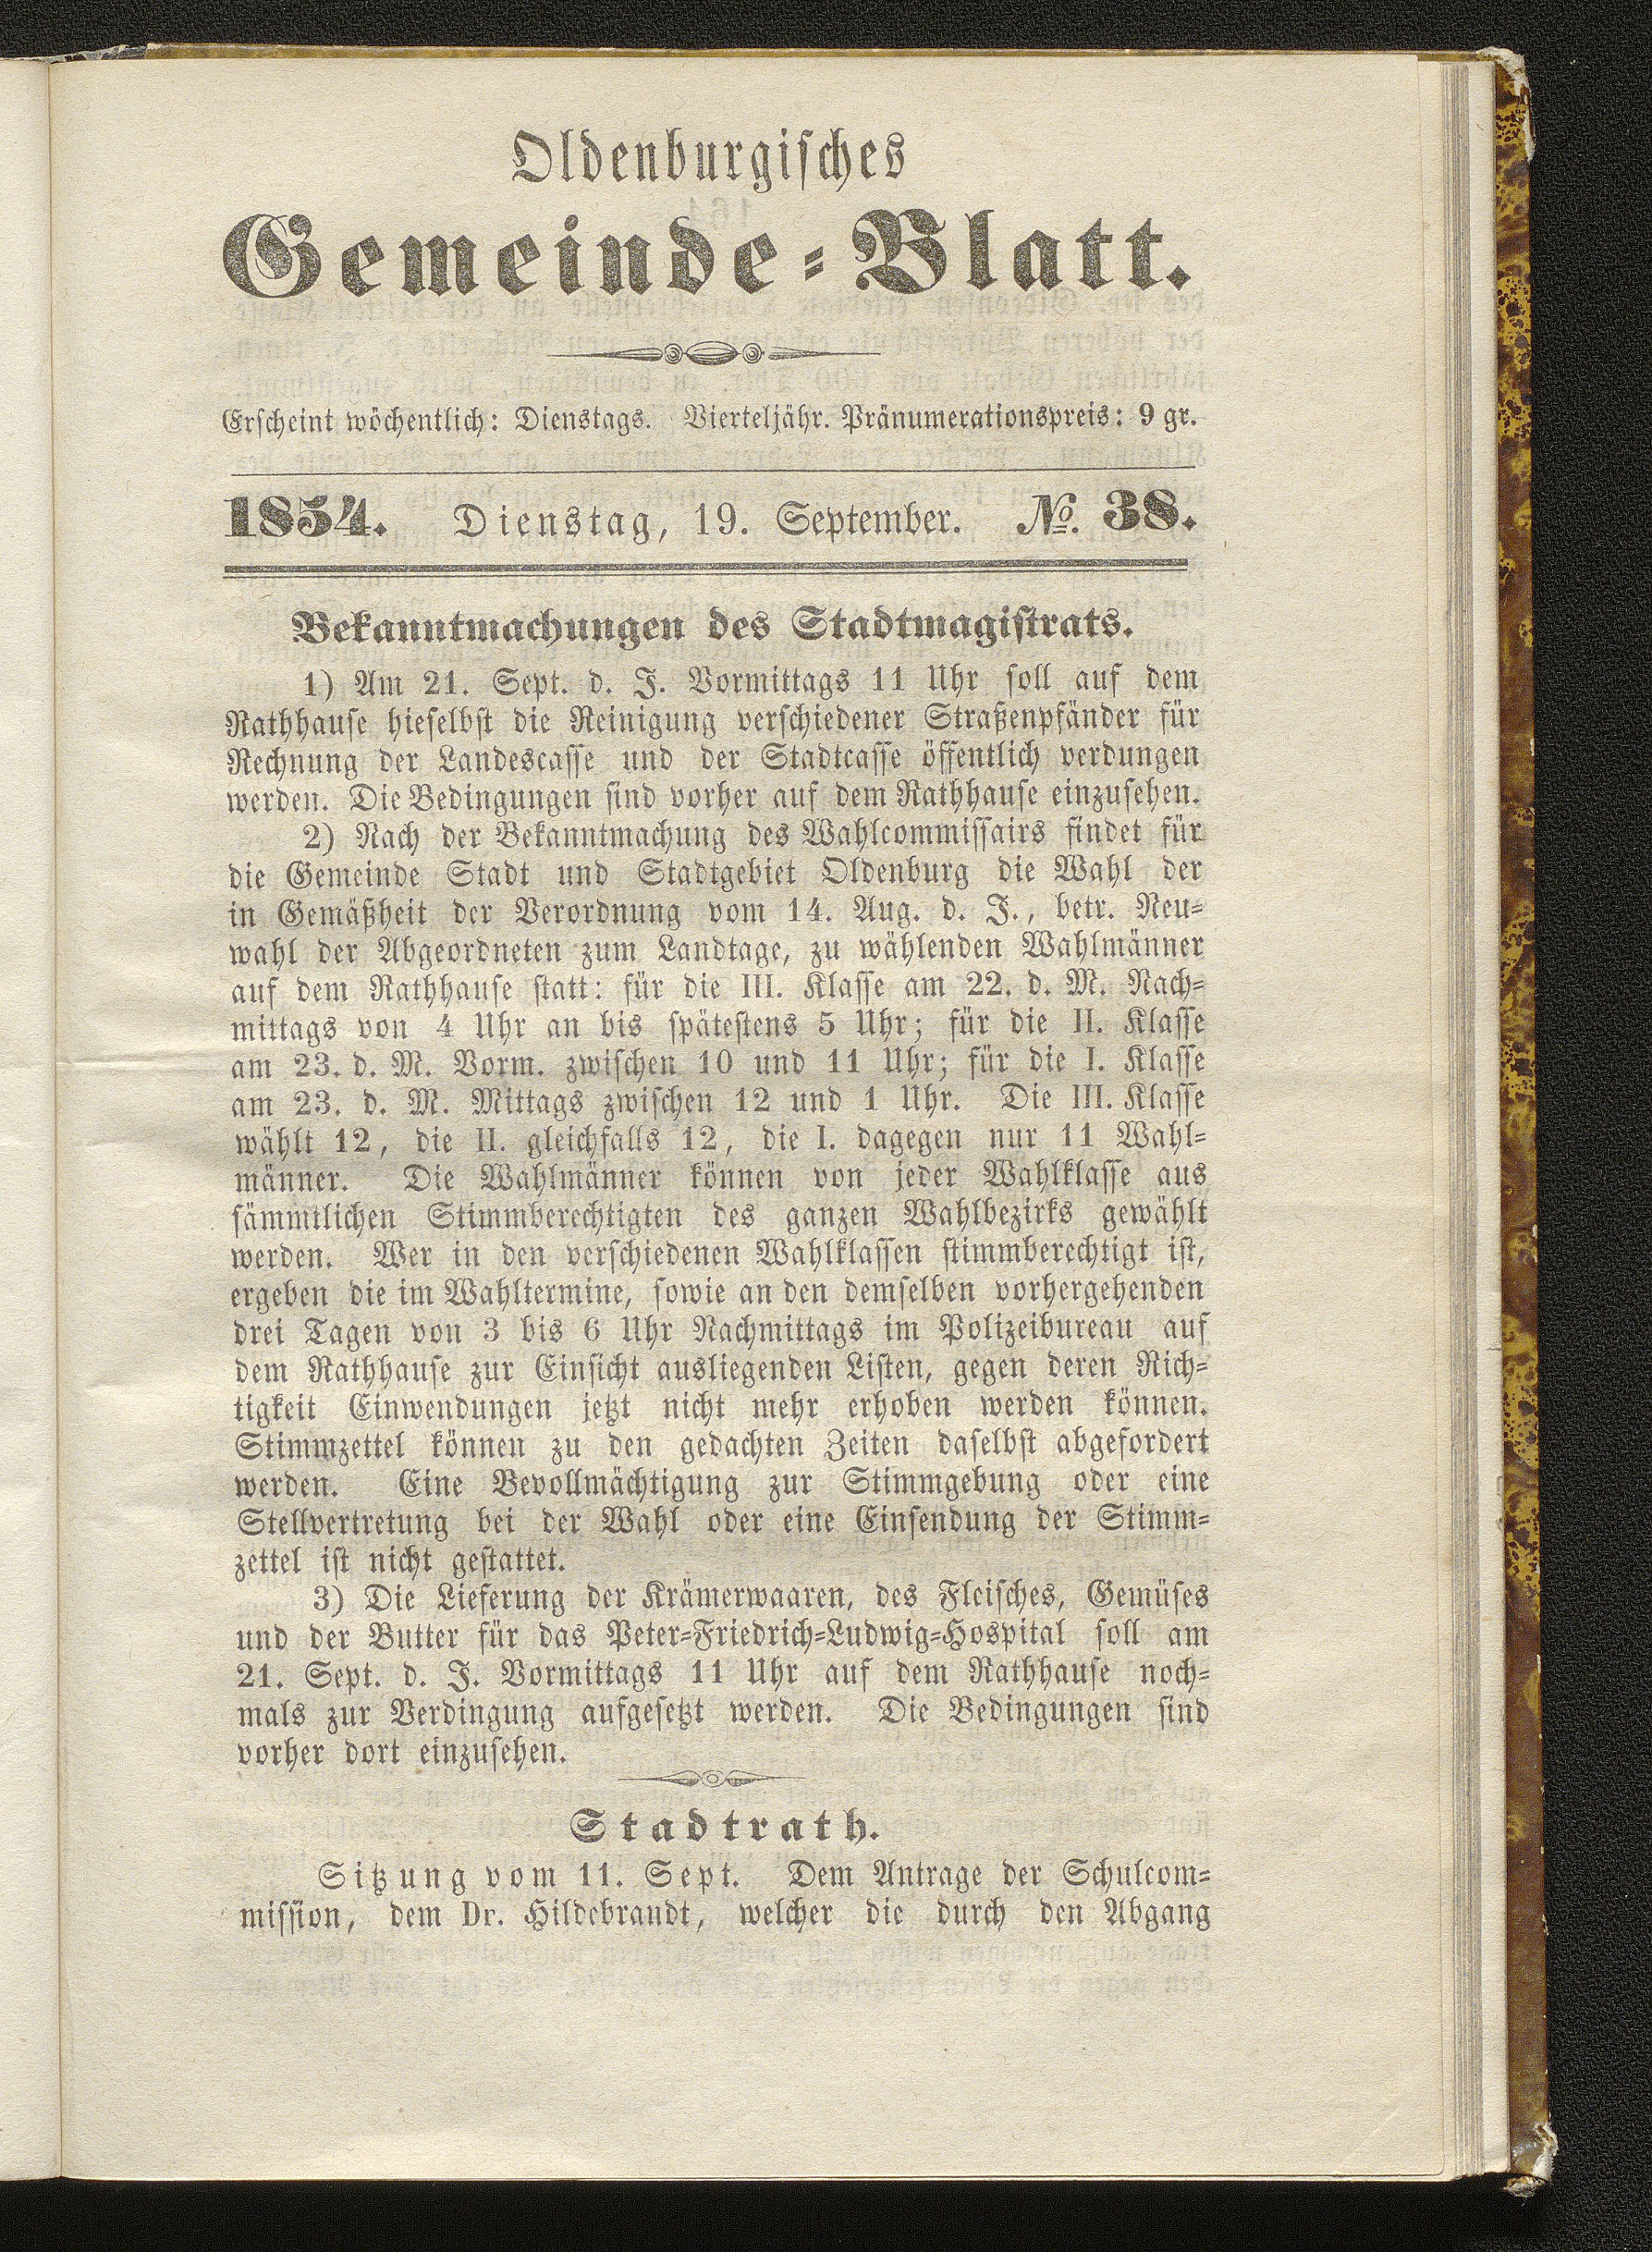 Oldenburgisches
Gemeinde-Blatt.
Erscheint wöchentlich: Dienstags. Vierteljähr. Pränumerationspreis: 9 gr.
1854. Dienstag, 19. September. No. 38.
Bekanntmachungen des Stadtmagistrats.
1) Am 21. Sept. d. J. Vormittags 11 Uhr soll auf dem
Rathhause hieselbst die Reinigung verschiedener Straßenpfänder für
Rechnung der Landescasse und der Stadtcasse öffentlich verdungen
werden. Die Bedingungen sind vorher auf dem Rathhause einzusehen.
2) Nach der Bekanntmachung des Wahlcommissairs findet für
die Gemeinde Stadt und Stadtgebiet Oldenburg die Wahl der
in Gemäßheit der Verordnung vom 14. Aug. d. J., betr. Neu-
wahl der Abgeordneten zum Landtage, zu wählenden Wahlmänner
auf dem Rathhause statt: für die III. Klasse am 22. d. M. Nach-
mittags von 4 Uhr an bis spätestens 5 Uhr; für die II. Klasse
am 23. d. M. Vorm. zwischen 10 und 11 Uhr; für die I. Klasse
am 23. d. M. Mittags zwischen 12 und 1 Uhr. Die III. Klasse
wählt 12, die II. gleichfalls 12, die I. dagegen nur 11 Wahl-
männer. Die Wahlmänner können von jeder Wahlklasse aus
sämmtlichen Stimmberechtigten des ganzen Wahlbezirks gewählt
werden. Wer in den verschiedenen Wahlklassen stimmberechtigt ist,
ergeben die im Wahltermine, sowie an den demselben vorhergehenden
drei Tagen von 3 bis 6 Uhr Nachmittags im Polizeibureau auf
dem Rathhause zur Einsicht ausliegenden Listen, gegen deren Rich-
tigkeit Einwendungen jetzt nicht mehr erhoben werden können.
Stimmzettel können zu den gedachten Zeiten daselbst abgefordert
werden. Eine Bevollmächtigung zur Stimmgebung oder eine
Stellvertretung bei der Wahl oder eine Einsendung der Stimm-
zettel ist nicht gestattet.
3) Die Lieferung der Krämerwaaren, des Fleisches, Gemüses
und der Butter für das Peter-Friedrich-Ludwig-Hospital soll am
21. Sept. d. J. Vormittags 11 Uhr auf dem Rathhause noch-
mals zur Verdingung aufgesetzt werden. Die Bedingungen sind
vorher dort einzusehen.
Stadtrath.
Sitzung vom 11. Sept. Dem Antrage der Schulcom-
mission, dem Dr. Hildebrandt, welcher die durch den Abgang